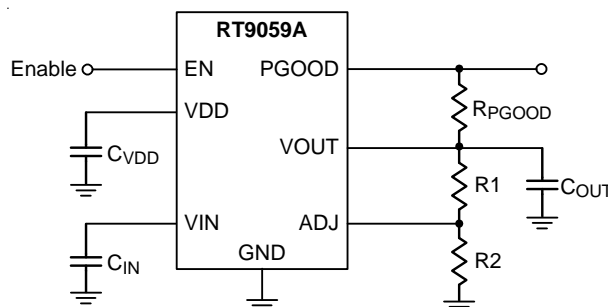 RT9059A
Enable
EN
PGOOD
RPGOOD
VDD
CVDD
VOUT
R1
COUT
VIN
ADJ
CIN
GND
R2